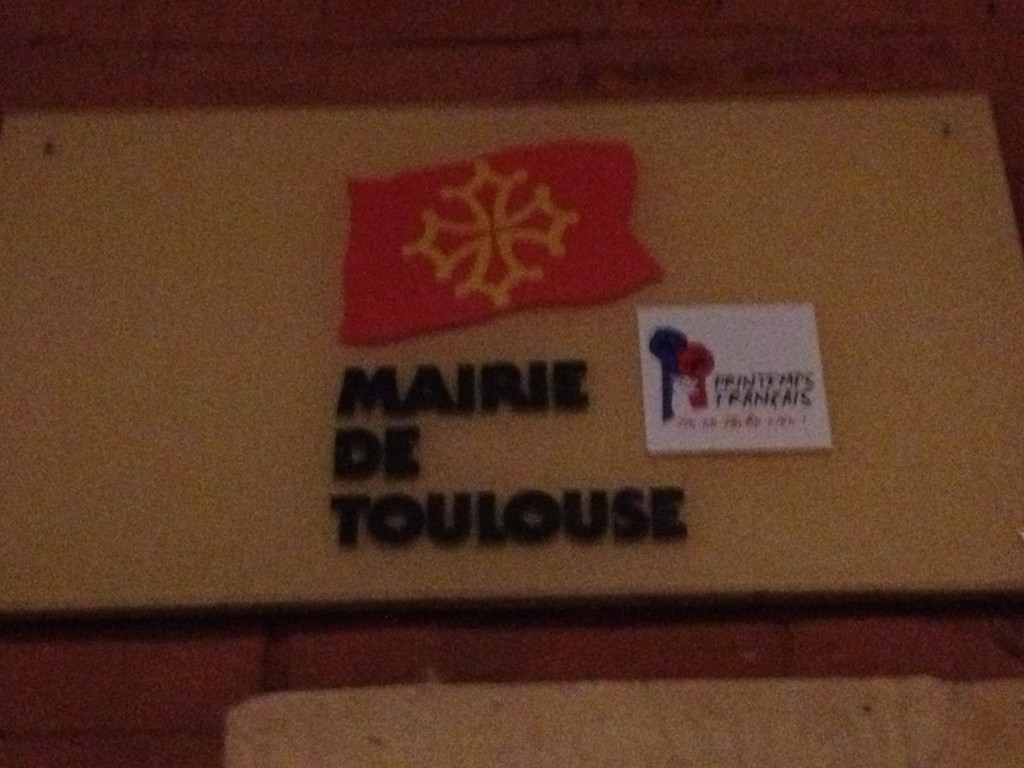 MAIRIE
DE
TOULOUSE
PRINTEMPS
FRANÇAIS